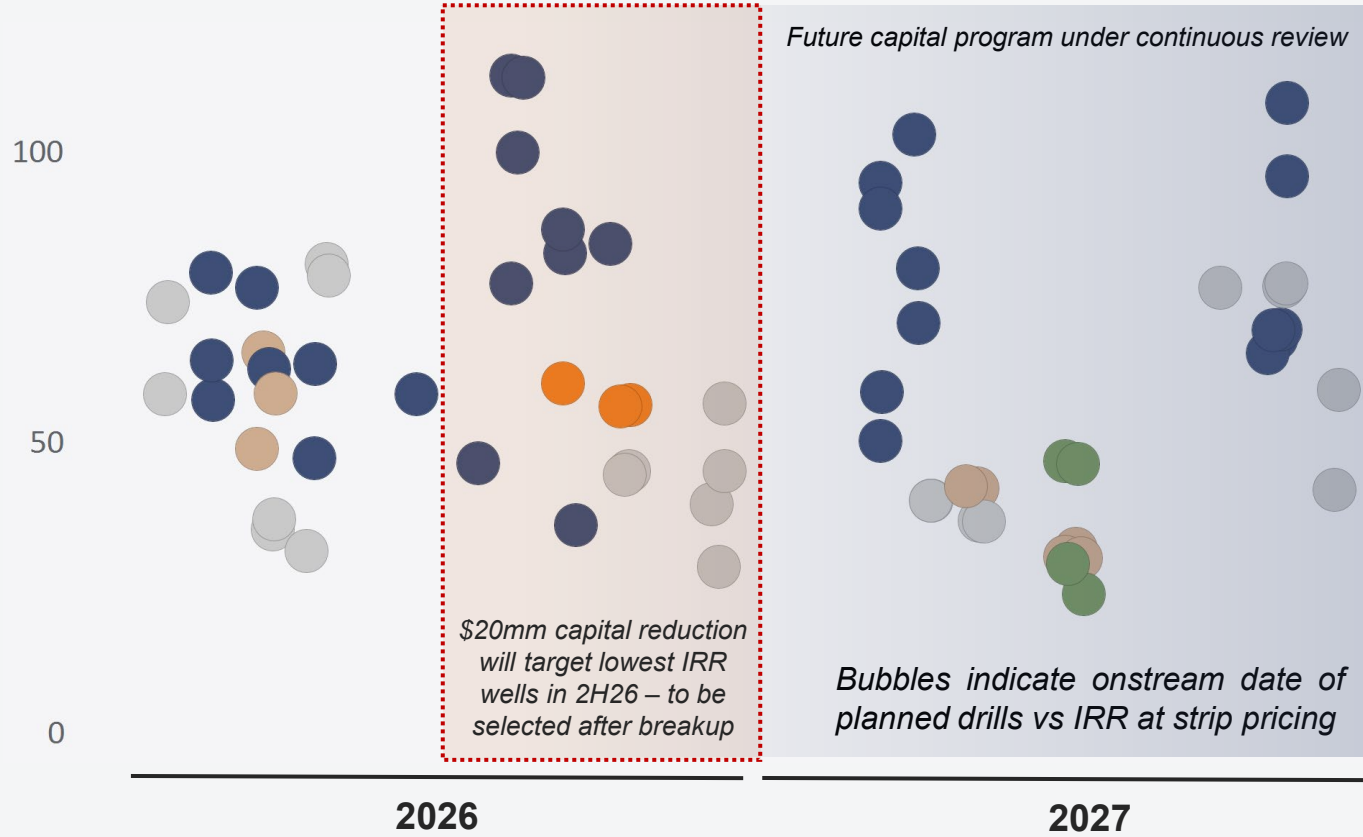 Future capital program under continuous review
100
50
0
$20mm capital reduction
will target lowest IRR
wells in 2H26 – to be
selected after breakup
Bubbles indicate onstream date of
planned drills vs IRR at strip pricing
2026
2027